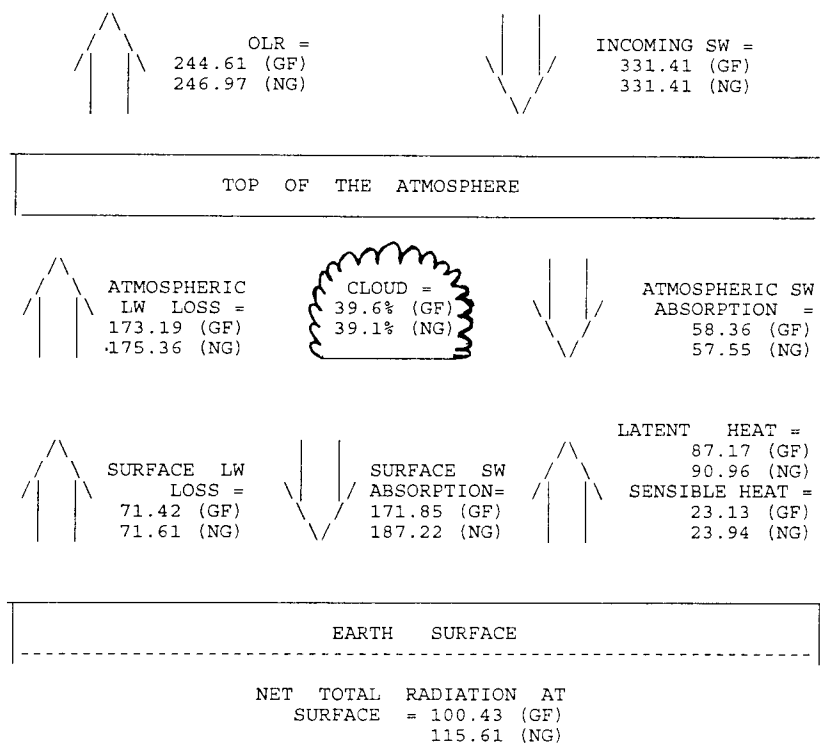 OLR =
244.61 (GF)
246.97 (NG)
INCOMING SW =
331.41 (GF)
331.41 (NG)
TOP OF THE ATMOSPHERE
ATMOSPHERIC
LW LOSS =
173.19 (GF)
175.36 (NG)
CLOUD =
39.6% (GF)
39.1% (NG)
ATMOSPHERIC SW
ABSORPTION =
58.36 (GF)
57.55 (NG)
SURFACE LW
LOSS =
71.42 (GF)
71.61 (NG)
SURFACE SW
ABSORPTION=
171.85 (GF)
187.22 (NG)
LATENT HEAT =
87.17 (GF)
90.96 (NG)
SENSIBLE HEAT =
23.13 (GF)
23.94 (NG)
EARTH SURFACE
NET TOTAL RADIATION AT
SURFACE = 100.43 (GF)
115.61 (NG)